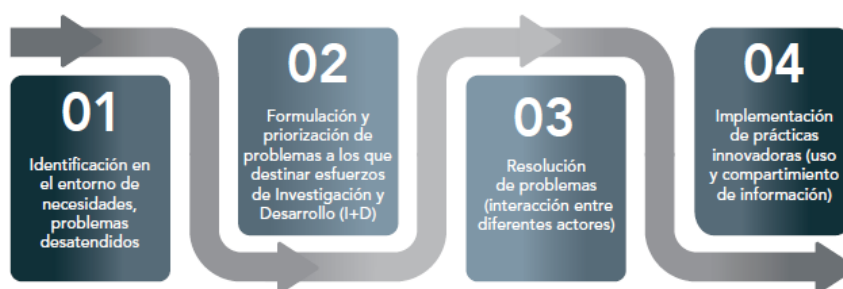 01
Identificación en
el entorno de
necesidades,
problemas
desatendidos
02
Formulación y
priorización de
problemas a los que
destinar esfuerzos
de Investigación y
Desarrollo (I+D)
03
Resolución
de problemas
(interacción entre
diferentes actores)
04
Implementación
de prácticas
innovadoras (uso
y compartimiento
de información)